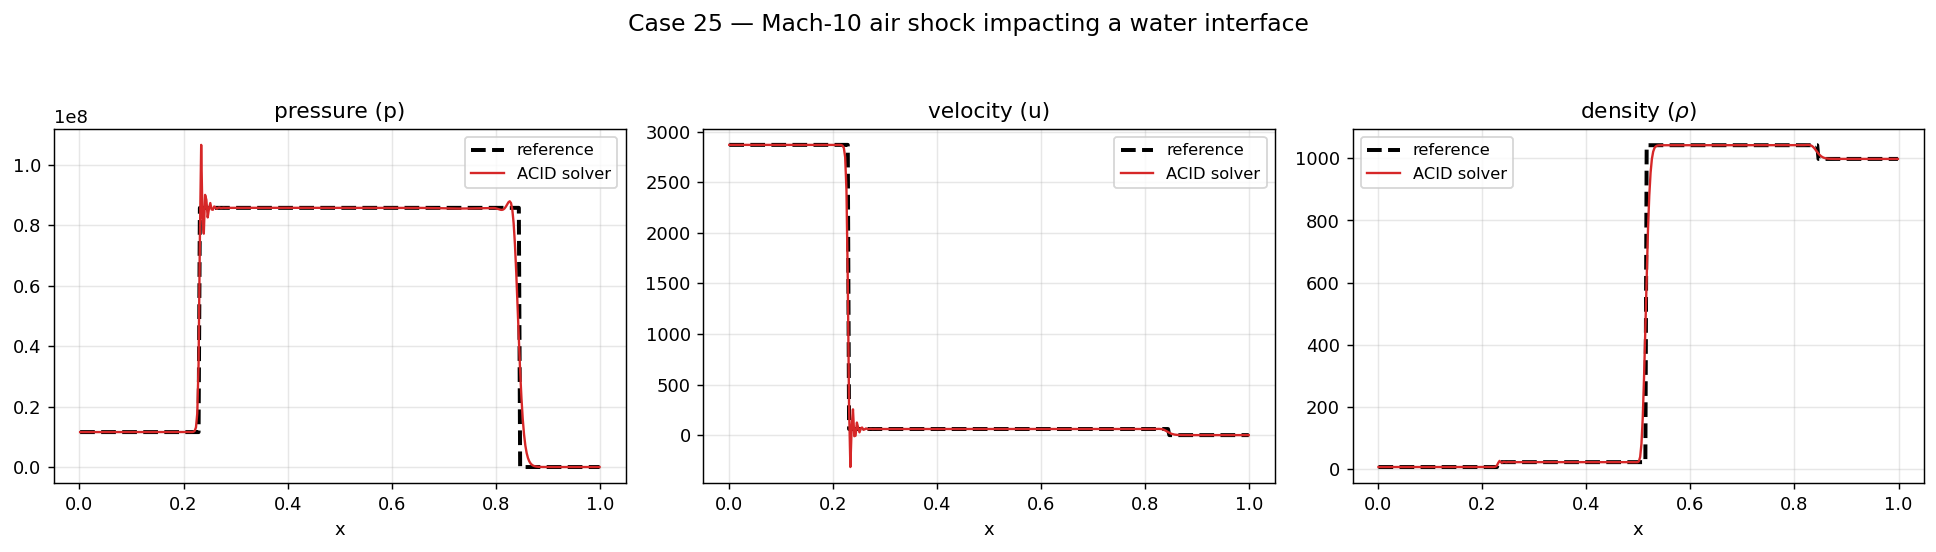 Case 25 — Mach-10 air shock impacting a water interface
pressure (p)
1e8
1.0
0.8
0.6
0.4
0.2
0.0
0.0 0.2 0.4 0.6 0.8 1.0
x
reference
ACID solver
velocity (u)
3000
2500
2000
1500
1000
500
0
0.0 0.2 0.4 0.6 0.8 1.0
x
reference
ACID solver
density (ρ)
1000
800
600
400
200
0
0.0 0.2 0.4 0.6 0.8 1.0
x
reference
ACID solver